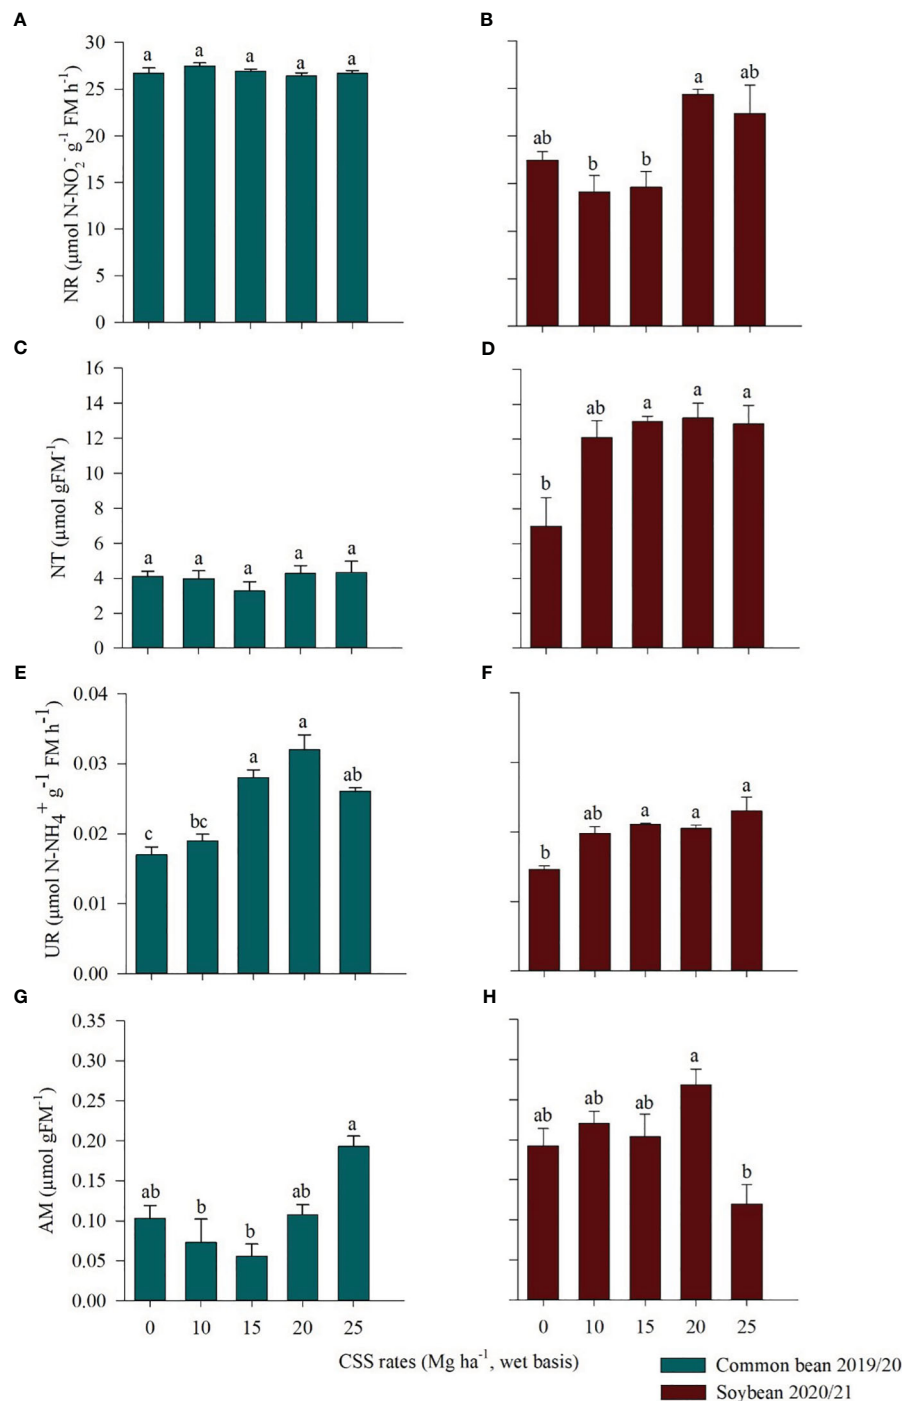 A
B
30
25
20
15
10
5
0
NR (µmol N-NO₂⁻ g⁻¹ FM h⁻¹)
a a a a a
ab b b a ab
C
D
16
14
12
10
8
6
4
2
0
NT (µmol gFM⁻¹)
a a a a a
b ab a a a
E
F
0.04
0.03
0.02
0.01
0.00
UR (µmol N-NH₄⁺ g⁻¹ FM h⁻¹)
c bc a a ab
b ab a a a
G
H
0.35
0.30
0.25
0.20
0.15
0.10
0.05
0.00
AM (µmol gFM⁻¹)
ab b b ab a
ab ab ab a b
0 10 15 20 25
0 10 15 20 25
CSS rates (Mg ha⁻¹, wet basis)
Common bean 2019/20
Soybean 2020/21